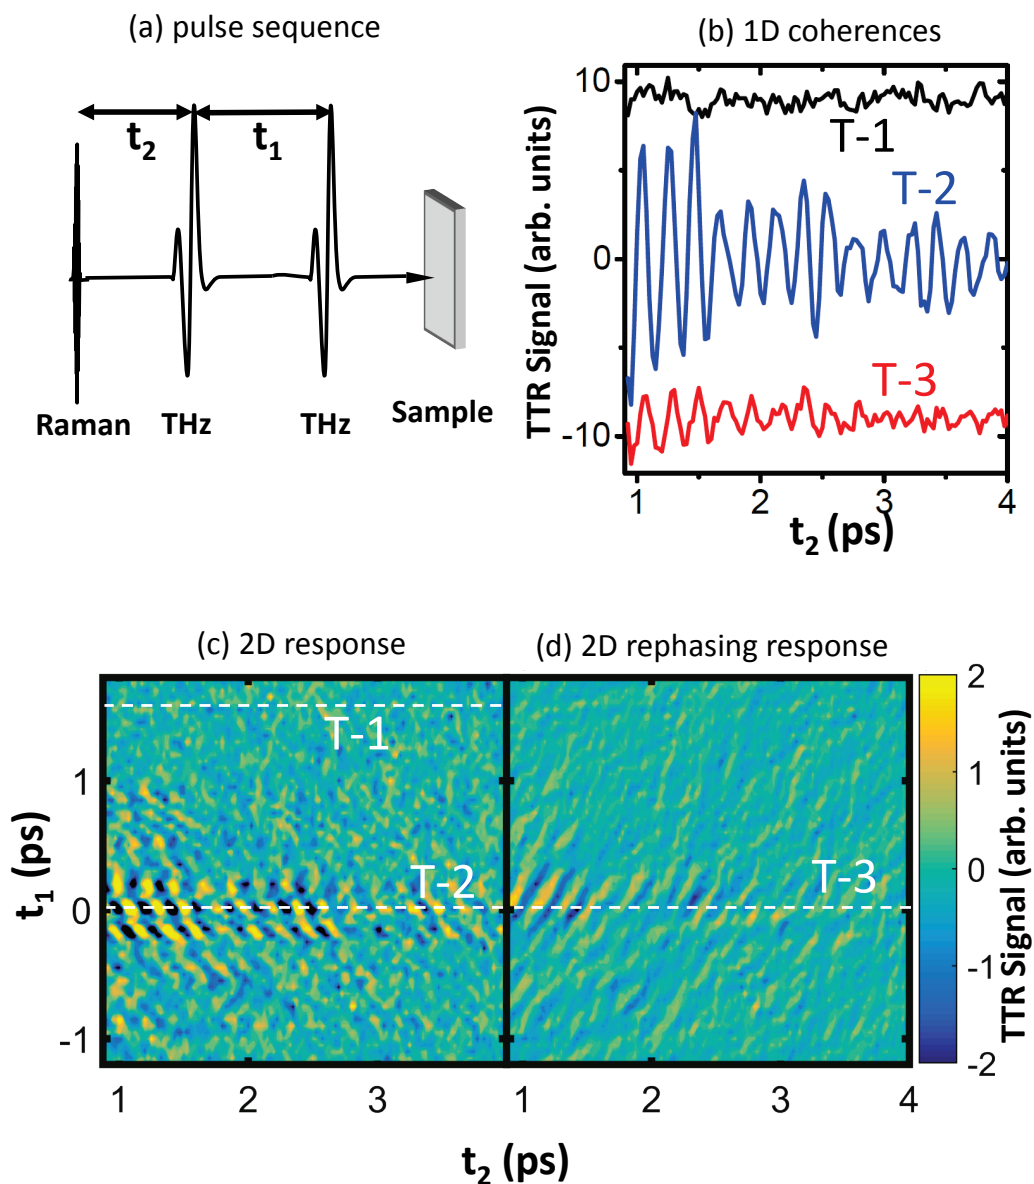 (a) pulse sequence
t2
t1
Raman
THz
THz
Sample
(b) 1D coherences
TTR Signal (arb. units)
10
0
-10
T-1
T-2
T-3
1
2
3
4
t2 (ps)
(c) 2D response
(d) 2D rephasing response
T-1
T-2
T-3
t1 (ps)
1
0
-1
1
2
3
1
2
3
4
t2 (ps)
2
1
0
-1
-2
TTR Signal (arb. units)